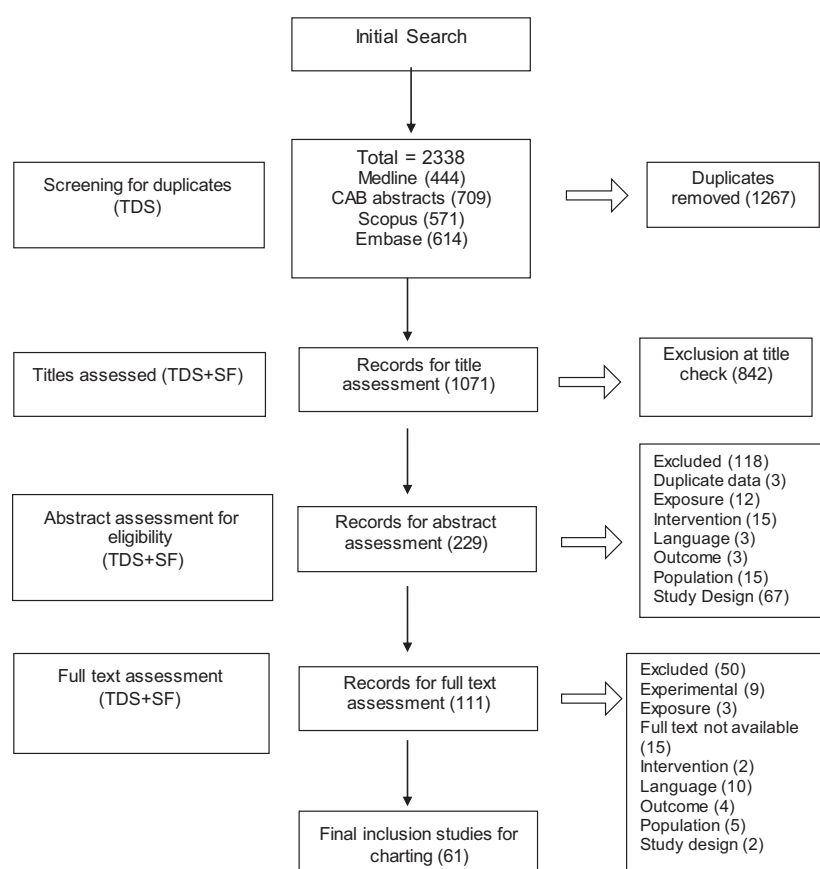 Initial Search
Screening for duplicates
(TDS)
Total = 2338
Medline (444)
CAB abstracts (709)
Scopus (571)
Embase (614)
Duplicates
removed (1267)
Titles assessed (TDS+SF)
Records for title
assessment (1071)
Exclusion at title
check (842)
Abstract assessment for
eligibility
(TDS+SF)
Records for abstract
assessment (229)
Excluded (118)
Duplicate data (3)
Exposure (12)
Intervention (15)
Language (3)
Outcome (3)
Population (15)
Study Design (67)
Full text assessment
(TDS+SF)
Records for full text
assessment (111)
Excluded (50)
Experimental (9)
Exposure (3)
Full text not available
(15)
Intervention (2)
Language (10)
Outcome (4)
Population (5)
Study design (2)
Final inclusion studies for
charting (61)